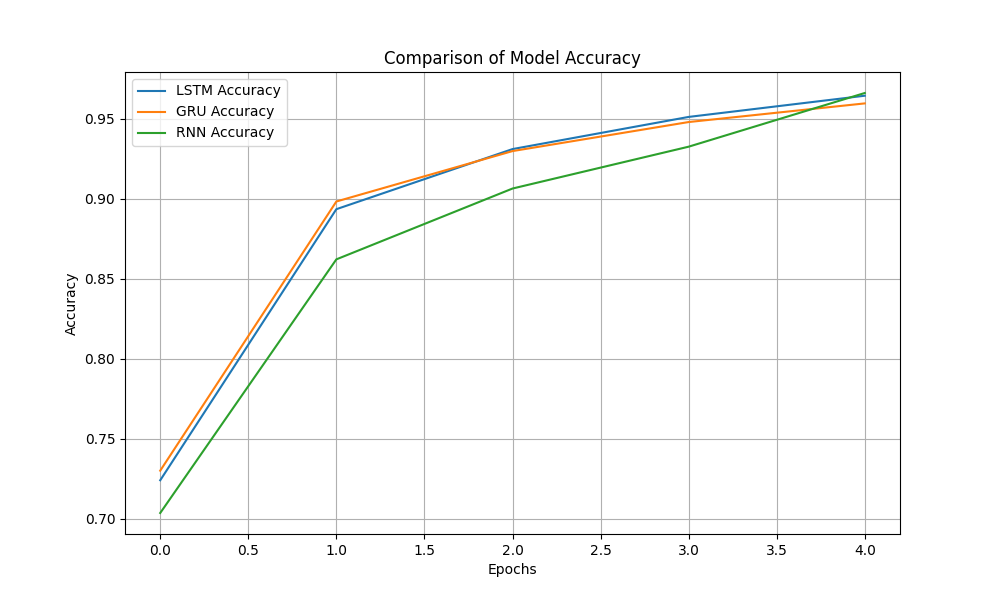 Comparison of Model Accuracy
LSTM Accuracy
GRU Accuracy
RNN Accuracy
Accuracy
0.95
0.90
0.85
0.80
0.75
0.70
0.0 0.5 1.0 1.5 2.0 2.5 3.0 3.5 4.0
Epochs